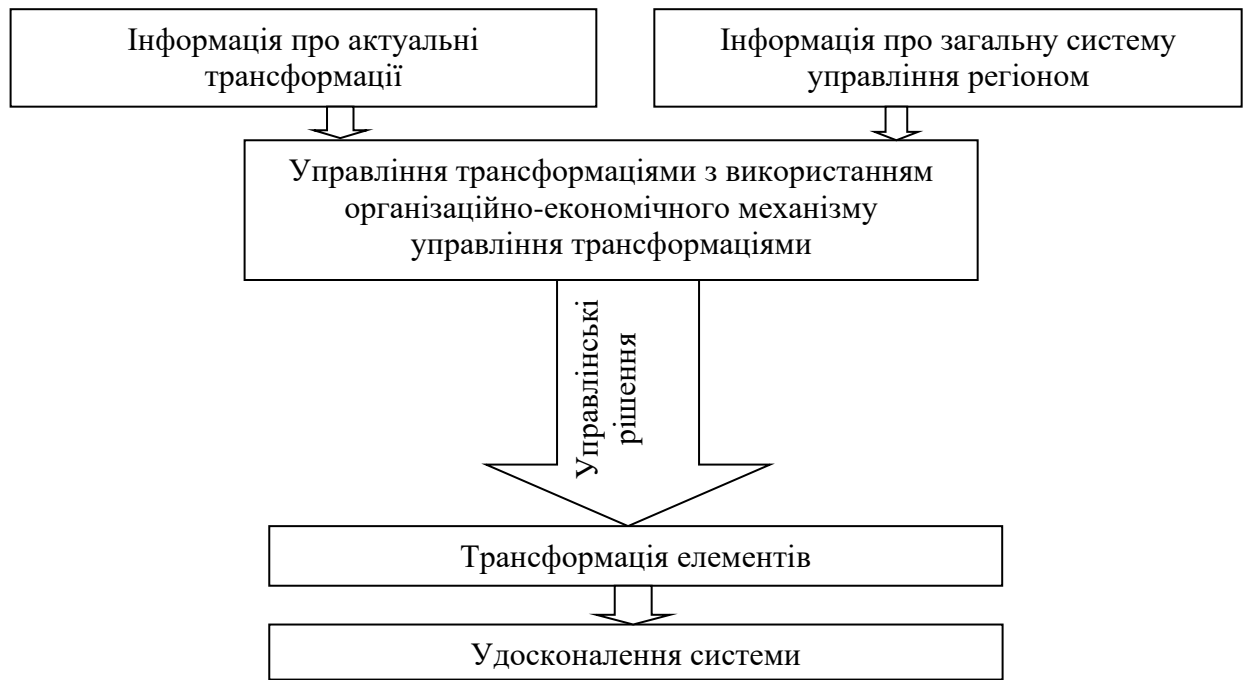 Інформація про актуальні
трансформації
Інформація про загальну систему
управління регіоном
Управління трансформаціями з використанням
організаційно-економічного механізму
управління трансформаціями
Управлінські
рішення
Трансформація елементів
Удосконалення системи